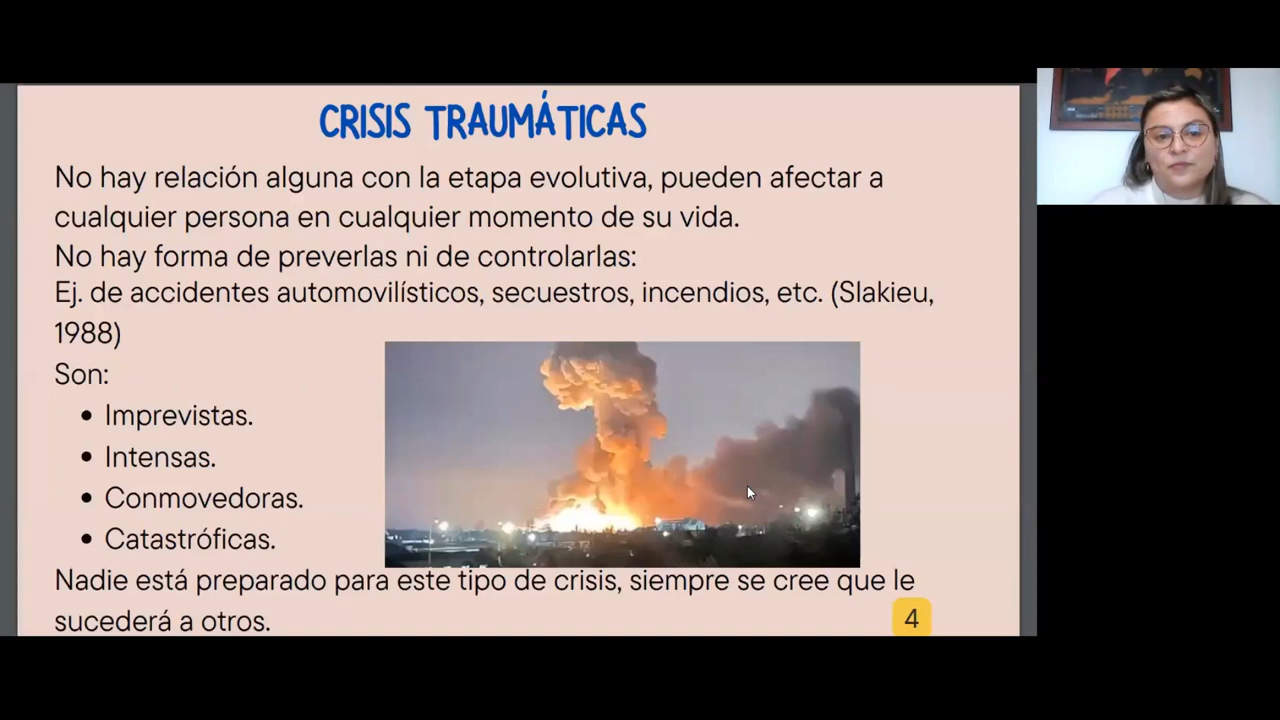 CRISIS TRAUMÁTICAS
No hay relación alguna con la etapa evolutiva, pueden afectar a
cualquier persona en cualquier momento de su vida.
No hay forma de preverlas ni de controlarlas:
Ej. de accidentes automovilísticos, secuestros, incendios, etc. (Slakieu,
1988)
Son:
• Imprevistas.
• Intensas.
• Conmovedoras.
• Catastróficas.
Nadie está preparado para este tipo de crisis, siempre se cree que le
sucederá a otros.
4